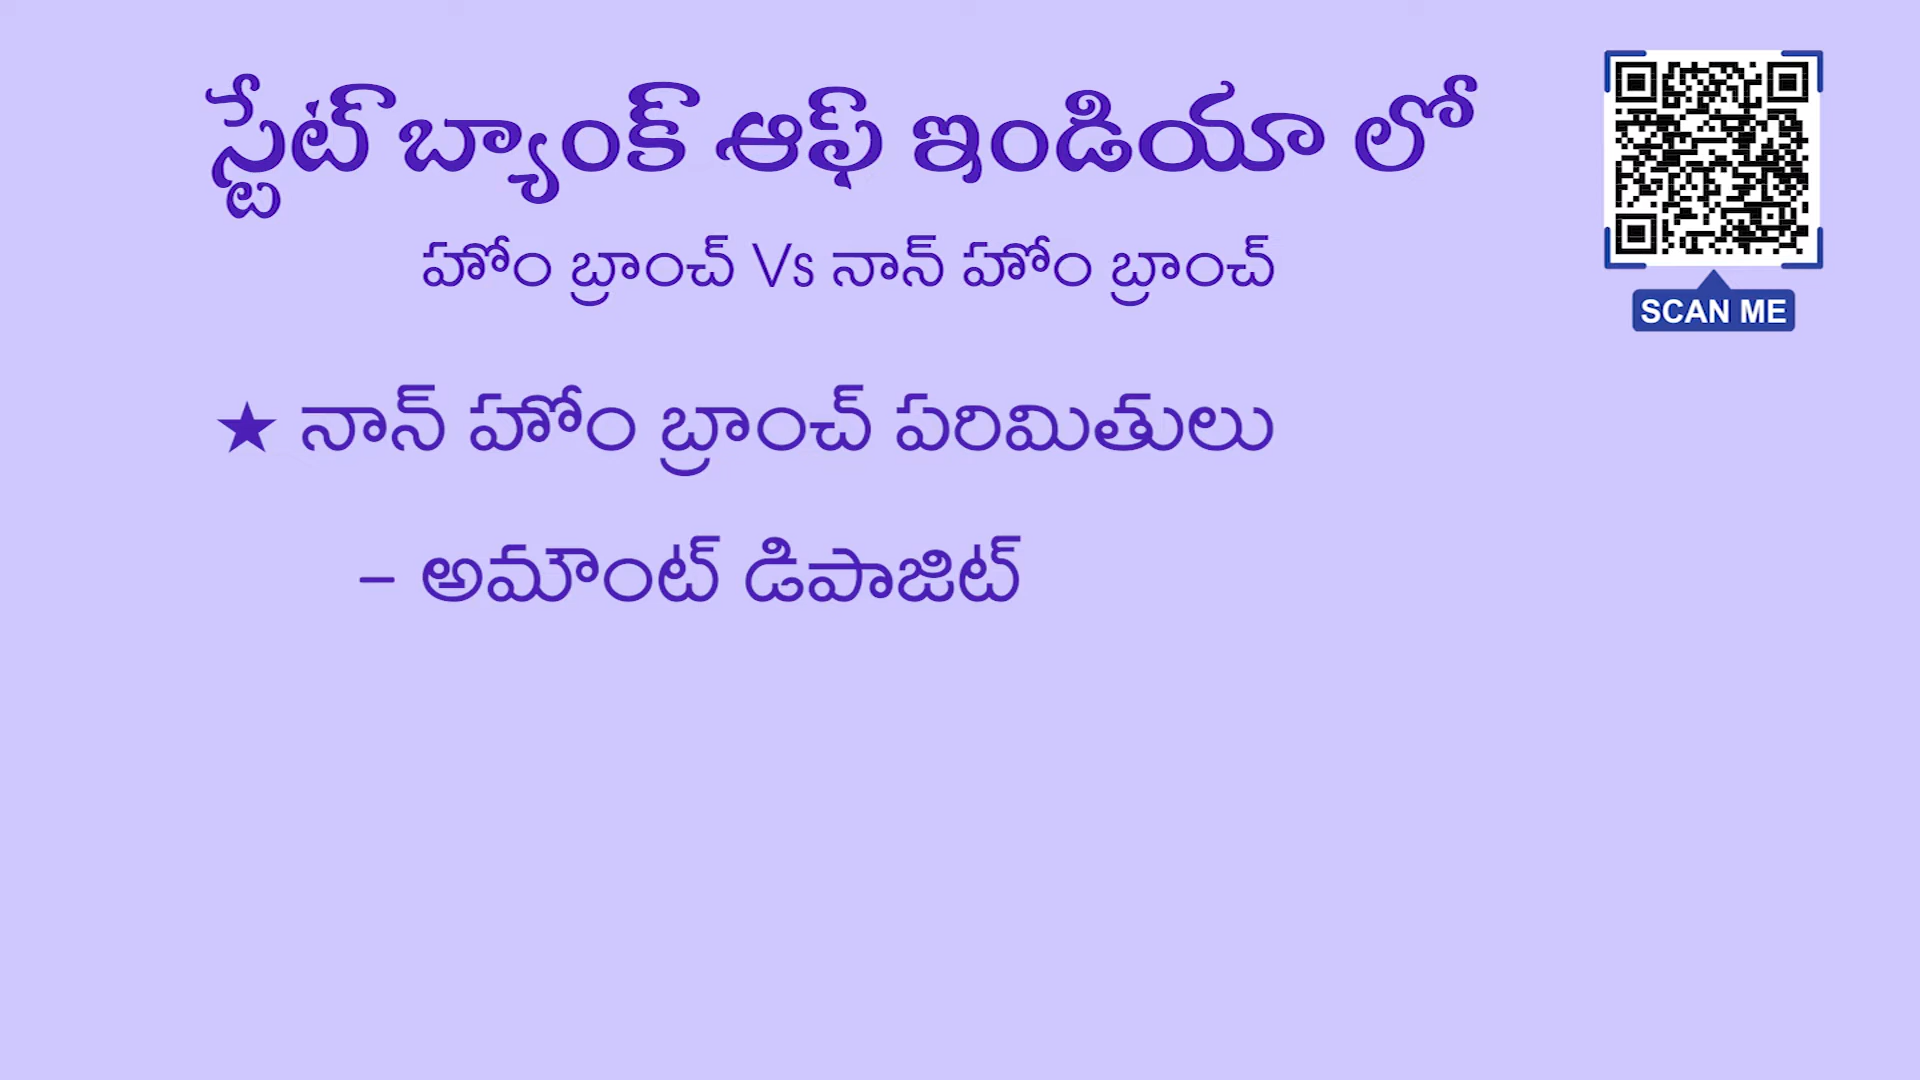 స్టేట్ బ్యాంక్ ఆఫ్ ఇండియా లో
హోం బ్రాంచ్ Vs నాన్ హోం బ్రాంచ్
SCAN ME
★ నాన్ హోం బ్రాంచ్ పరిమితులు
– అమౌంట్ డిపాజిట్